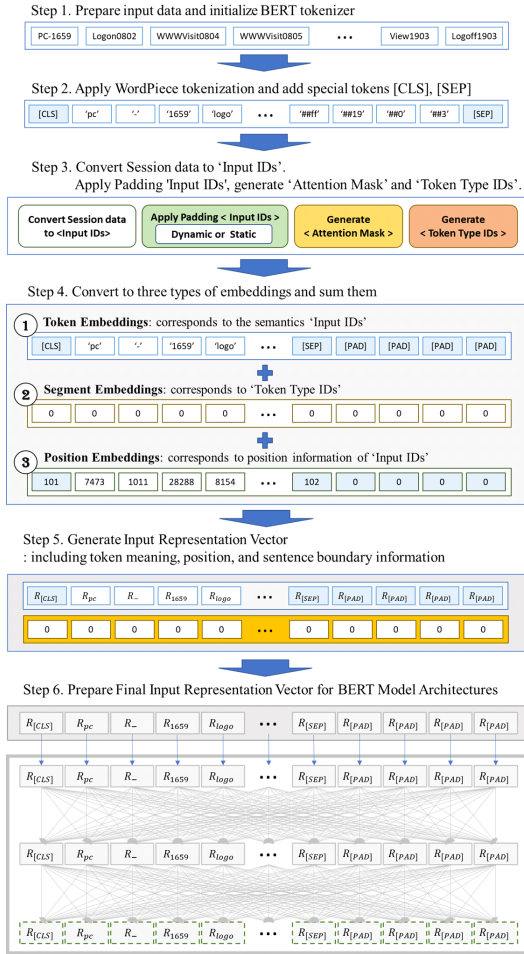 Step 1. Prepare input data and initialize BERT tokenizer
PC-1659 Logon0802 WWWVisit0804 WWWVisit0805 ••• View1903 Logoff1903
Step 2. Apply WordPiece tokenization and add special tokens [CLS], [SEP]
[CLS] ‘pc’ ‘-’ ‘1659’ ‘logo’ ••• ‘##ff’ ‘##19’ ‘##0’ ‘##3’ [SEP]
Step 3. Convert Session data to ‘Input IDs’.
Apply Padding 'Input IDs', generate ‘Attention Mask’ and ‘Token Type IDs’.
Convert Session data
to <Input IDs>
Apply Padding < Input IDs >
Dynamic or Static
Generate
< Attention Mask >
Generate
< Token Type IDs >
Step 4. Convert to three types of embeddings and sum them
1 Token Embeddings: corresponds to the semantics ‘Input IDs’
[CLS] ‘pc’ ‘-’ ‘1659’ ‘logo’ ••• [SEP] [PAD] [PAD] [PAD] [PAD]
2 Segment Embeddings: corresponds to ‘Token Type IDs’
0 0 0 0 0 ••• 0 0 0 0 0
3 Position Embeddings: corresponds to position information of ‘Input IDs’
101 7473 1011 28288 8154 ••• 102 0 0 0 0
Step 5. Generate Input Representation Vector
: including token meaning, position, and sentence boundary information
R[CLS] Rpc R− R1659 Rlogo ••• R[SEP] R[PAD] R[PAD] R[PAD] R[PAD]
0 0 0 0 0 ••• 0 0 0 0 0
Step 6. Prepare Final Input Representation Vector for BERT Model Architectures
R[CLS] Rpc R− R1659 Rlogo ••• R[SEP] R[PAD] R[PAD] R[PAD] R[PAD]
R[CLS] Rpc R− R1659 Rlogo ••• R[SEP] R[PAD] R[PAD] R[PAD] R[PAD]
R[CLS] Rpc R− R1659 Rlogo ••• R[SEP] R[PAD] R[PAD] R[PAD] R[PAD]
R[CLS] Rpc R− R1659 Rlogo ••• R[SEP] R[PAD] R[PAD] R[PAD] R[PAD]